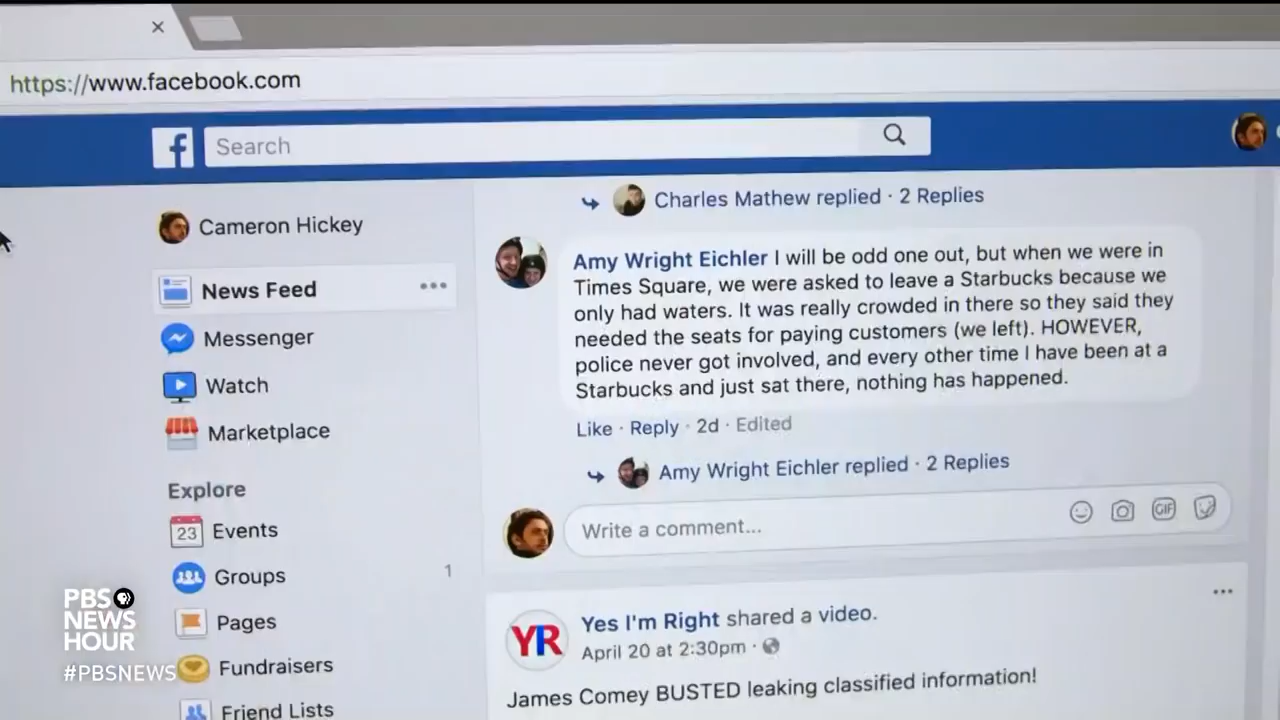 https://www.facebook.com
f
Search
Charles Mathew replied · 2 Replies
Cameron Hickey
News Feed
Messenger
Watch
Marketplace
Explore
23 Events
Groups 1
Pages
Fundraisers
Friend Lists
Amy Wright Eichler I will be odd one out, but when we were in
Times Square, we were asked to leave a Starbucks because we
only had waters. It was really crowded in there so they said they
needed the seats for paying customers (we left). HOWEVER,
police never got involved, and every other time I have been at a
Starbucks and just sat there, nothing has happened.
Like · Reply · 2d · Edited
Amy Wright Eichler replied · 2 Replies
Write a comment...
GIF
YR
Yes I'm Right shared a video.
April 20 at 2:30pm ·
James Comey BUSTED leaking classified information!
PBS
NEWS
HOUR
#PBSNEWS